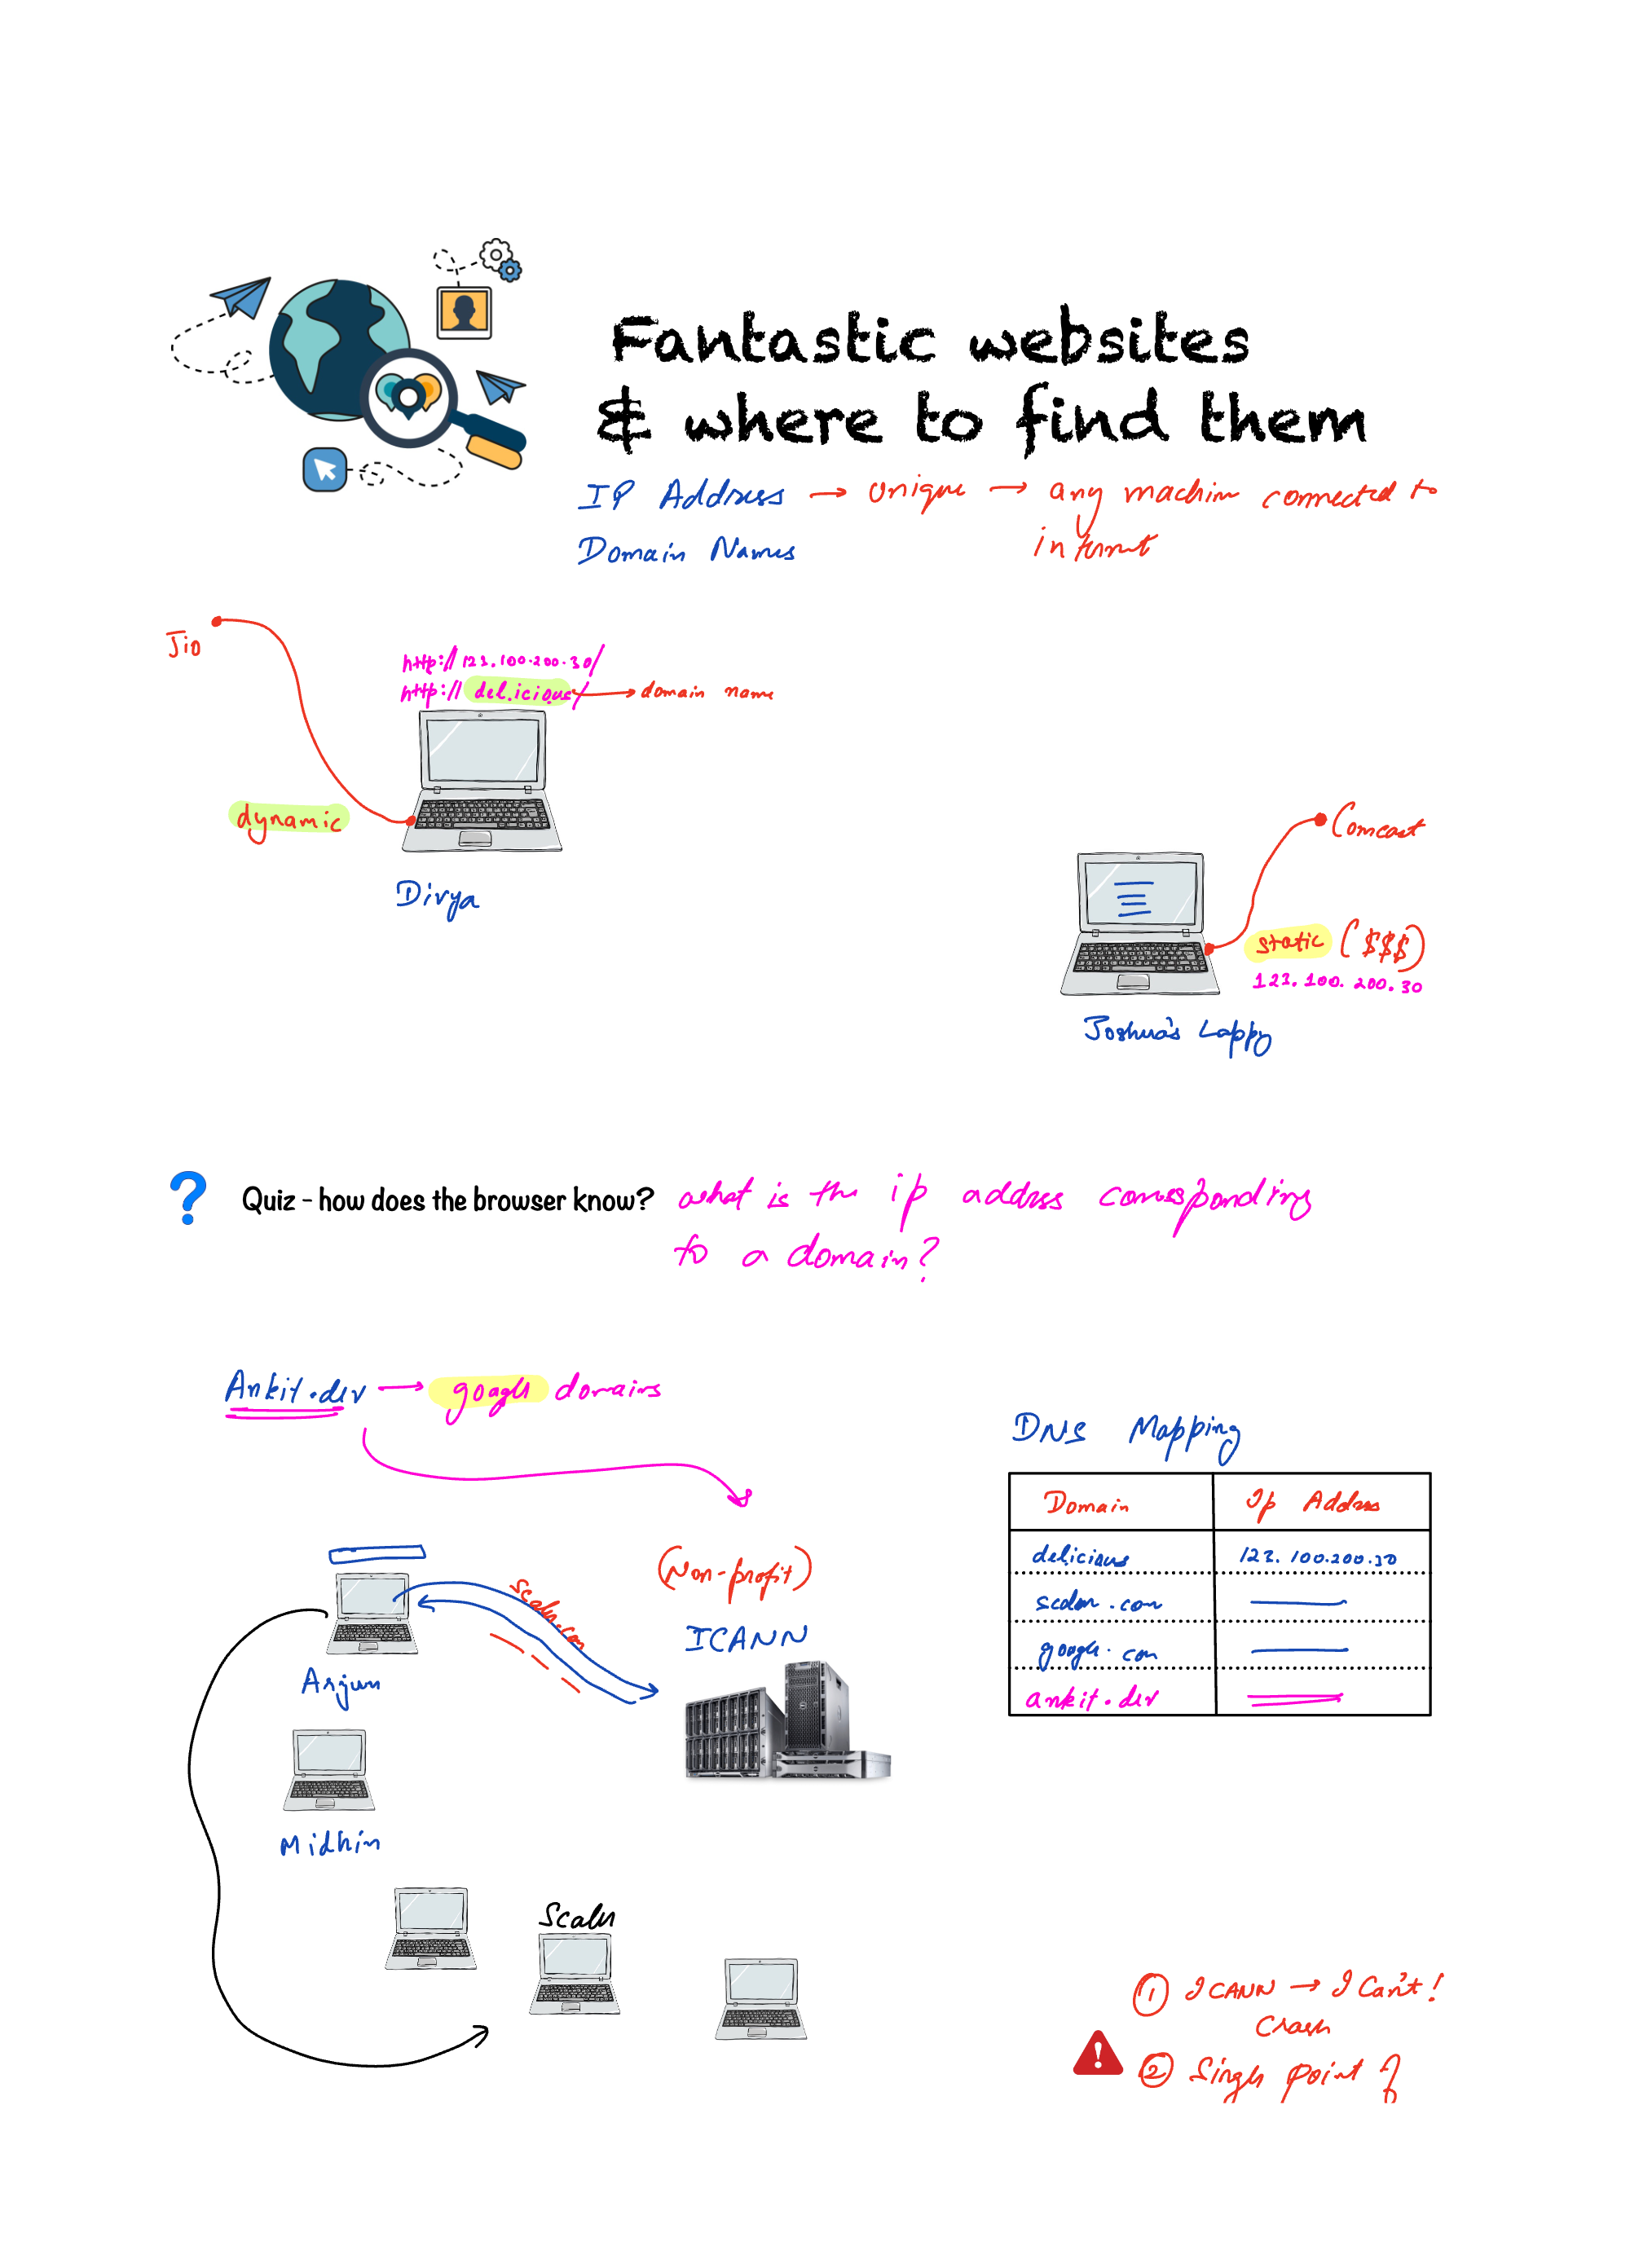 Fantastic websites
& where to find them
IP Address → unique → any machine connected to
internet
Domain Names
Jio
http://123.100.200.30/
http://del.icious/ → domain name
dynamic
Divya
Comcast
static ($$$)
123.100.200.30
Joshua's Lappy
? Quiz - how does the browser know? what is the ip address corresponding
to a domain?
Ankit.dev → google domains
DNS Mapping
Domain Ip Address
delicious 123.100.200.30
scaler.com
google.com
ankit.dev
(Non-profit)
ICANN
scaler.com
Arjun
Midhin
Scaler
① ICANN → I Can't!
Crash
② Single point of